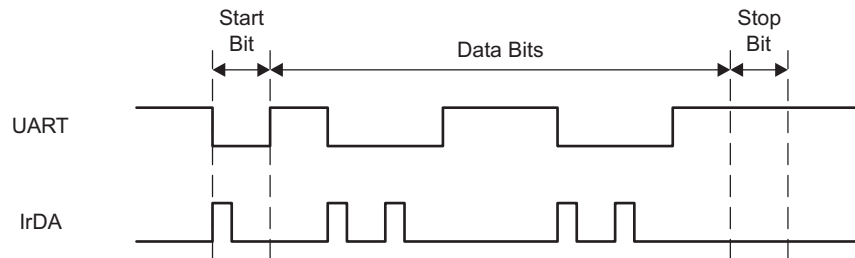 Start
Bit
Data Bits
Stop
Bit
UART
IrDA